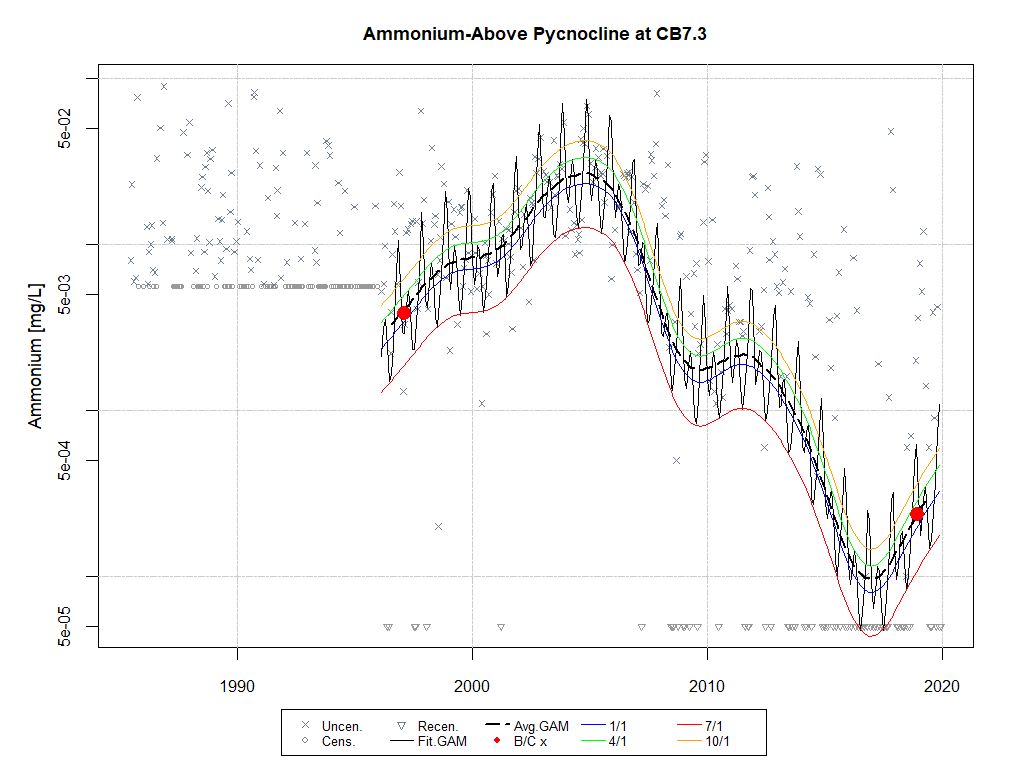 Ammonium-Above Pycnocline at CB7.3
Ammonium [mg/L]
5e-02
5e-03
5e-04
5e-05
1990 2000 2010 2020
Uncen. Recen. Avg.GAM 1/1 7/1
Cens. Fit.GAM B/C x 4/1 10/1